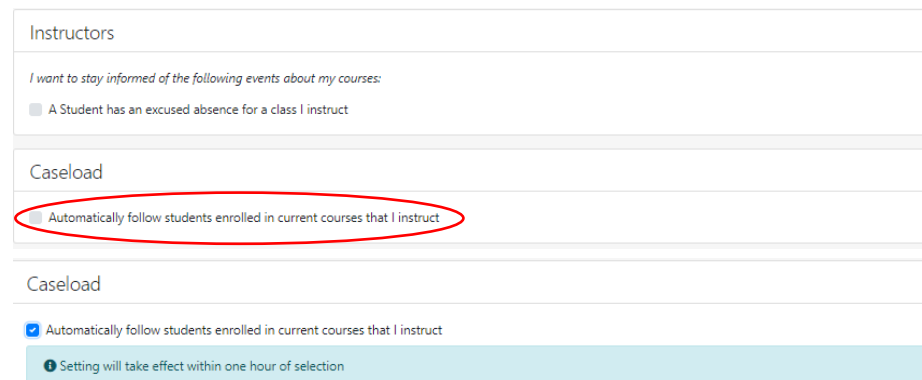 Instructors
I want to stay informed of the following events about my courses:
A Student has an excused absence for a class I instruct
Caseload
Automatically follow students enrolled in current courses that I instruct
Caseload
Automatically follow students enrolled in current courses that I instruct
Setting will take effect within one hour of selection